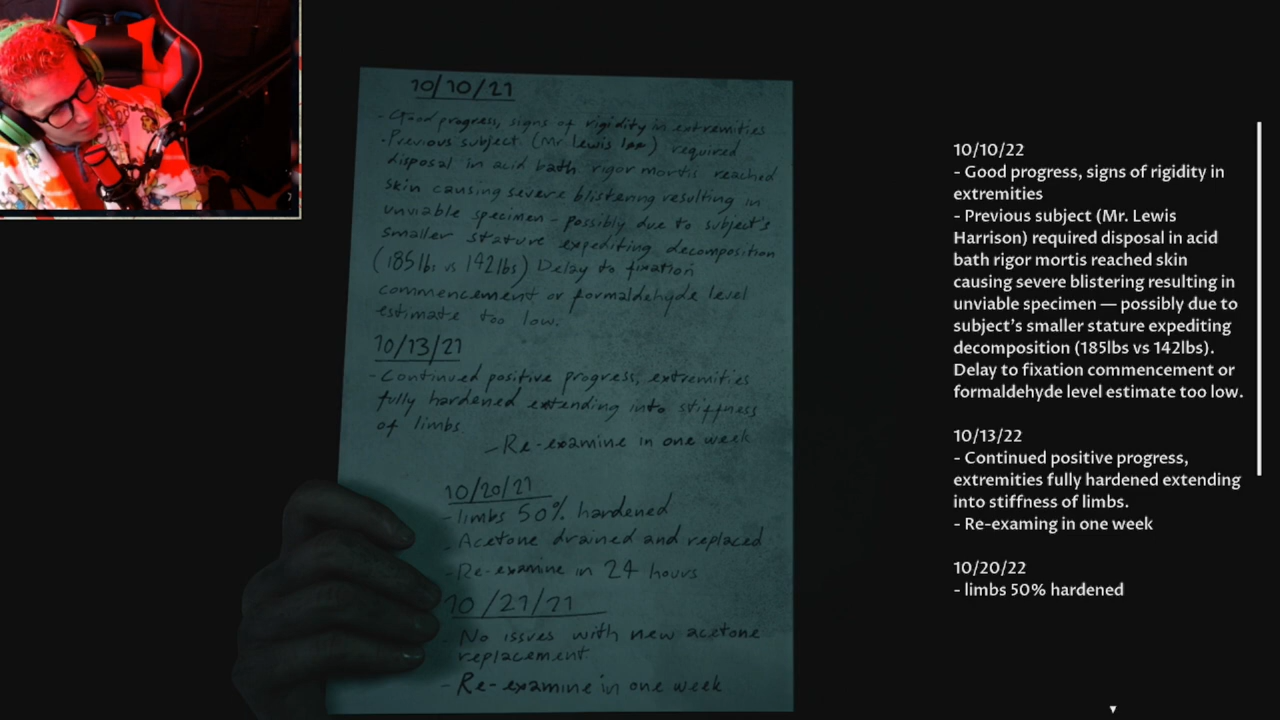 10/10/21
- Good progress, signs of rigidity in extremities
- Previous subject (Mr Lewis) required
disposal in acid bath rigor mortis reached
skin causing severe blistering resulting in
unviable specimen - possibly due to subject's
smaller stature expediting decomposition
(185lbs vs 142lbs) Delay to fixation
commencement or formaldehyde level
estimate too low.
10/13/21
- Continued positive progress, extremities
fully hardened extending into stiffness
of limbs
- Re-examine in one week
10/20/21
- limbs 50% hardened
- Acetone drained and replaced
- Re-examine in 24 hours
10/21/21
- No issues with new acetone
replacement.
- Re-examine in one week
10/10/22
- Good progress, signs of rigidity in
extremities
- Previous subject (Mr. Lewis
Harrison) required disposal in acid
bath rigor mortis reached skin
causing severe blistering resulting in
unviable specimen — possibly due to
subject's smaller stature expediting
decomposition (185lbs vs 142lbs).
Delay to fixation commencement or
formaldehyde level estimate too low.
10/13/22
- Continued positive progress,
extremities fully hardened extending
into stiffness of limbs.
- Re-examing in one week
10/20/22
- limbs 50% hardened